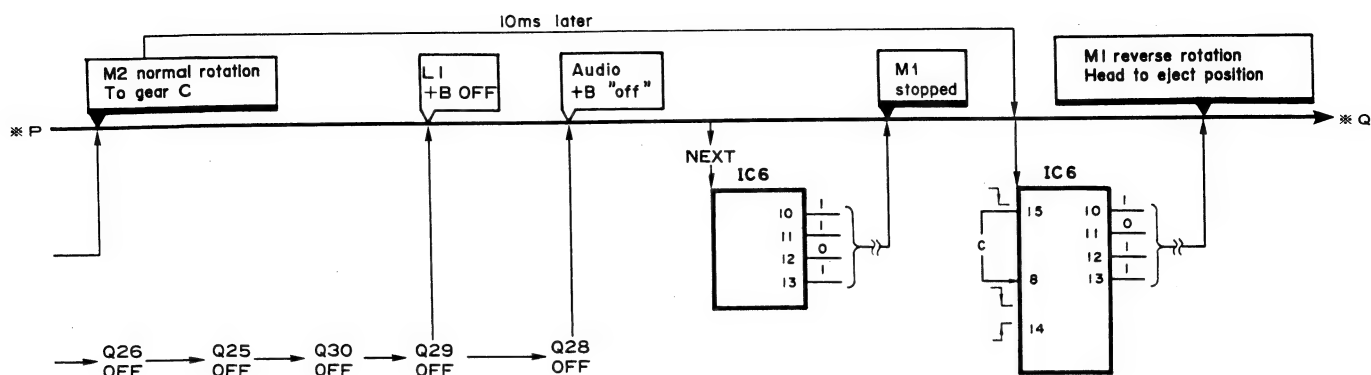 10ms later
M2 normal rotation
To gear C
L1
+B OFF
Audio
+B "off"
M1
stopped
M1 reverse rotation
Head to eject position
※ P
※ Q
NEXT
IC6
10 1
11 1
12 0
13 1
IC6
15
C
8
14
10 1
11 0
12 1
13 1
Q26
OFF
Q25
OFF
Q30
OFF
Q29
OFF
Q28
OFF